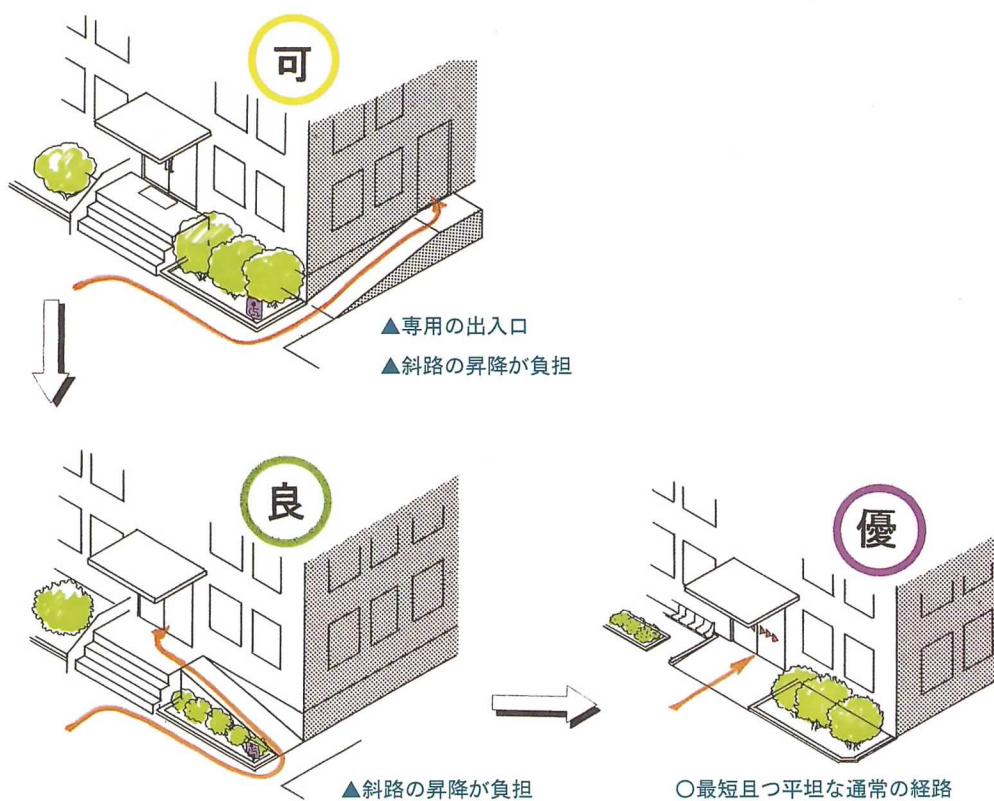 可
▲専用の出入口
▲斜路の昇降が負担
良
▲斜路の昇降が負担
優
○最短且つ平坦な通常の経路